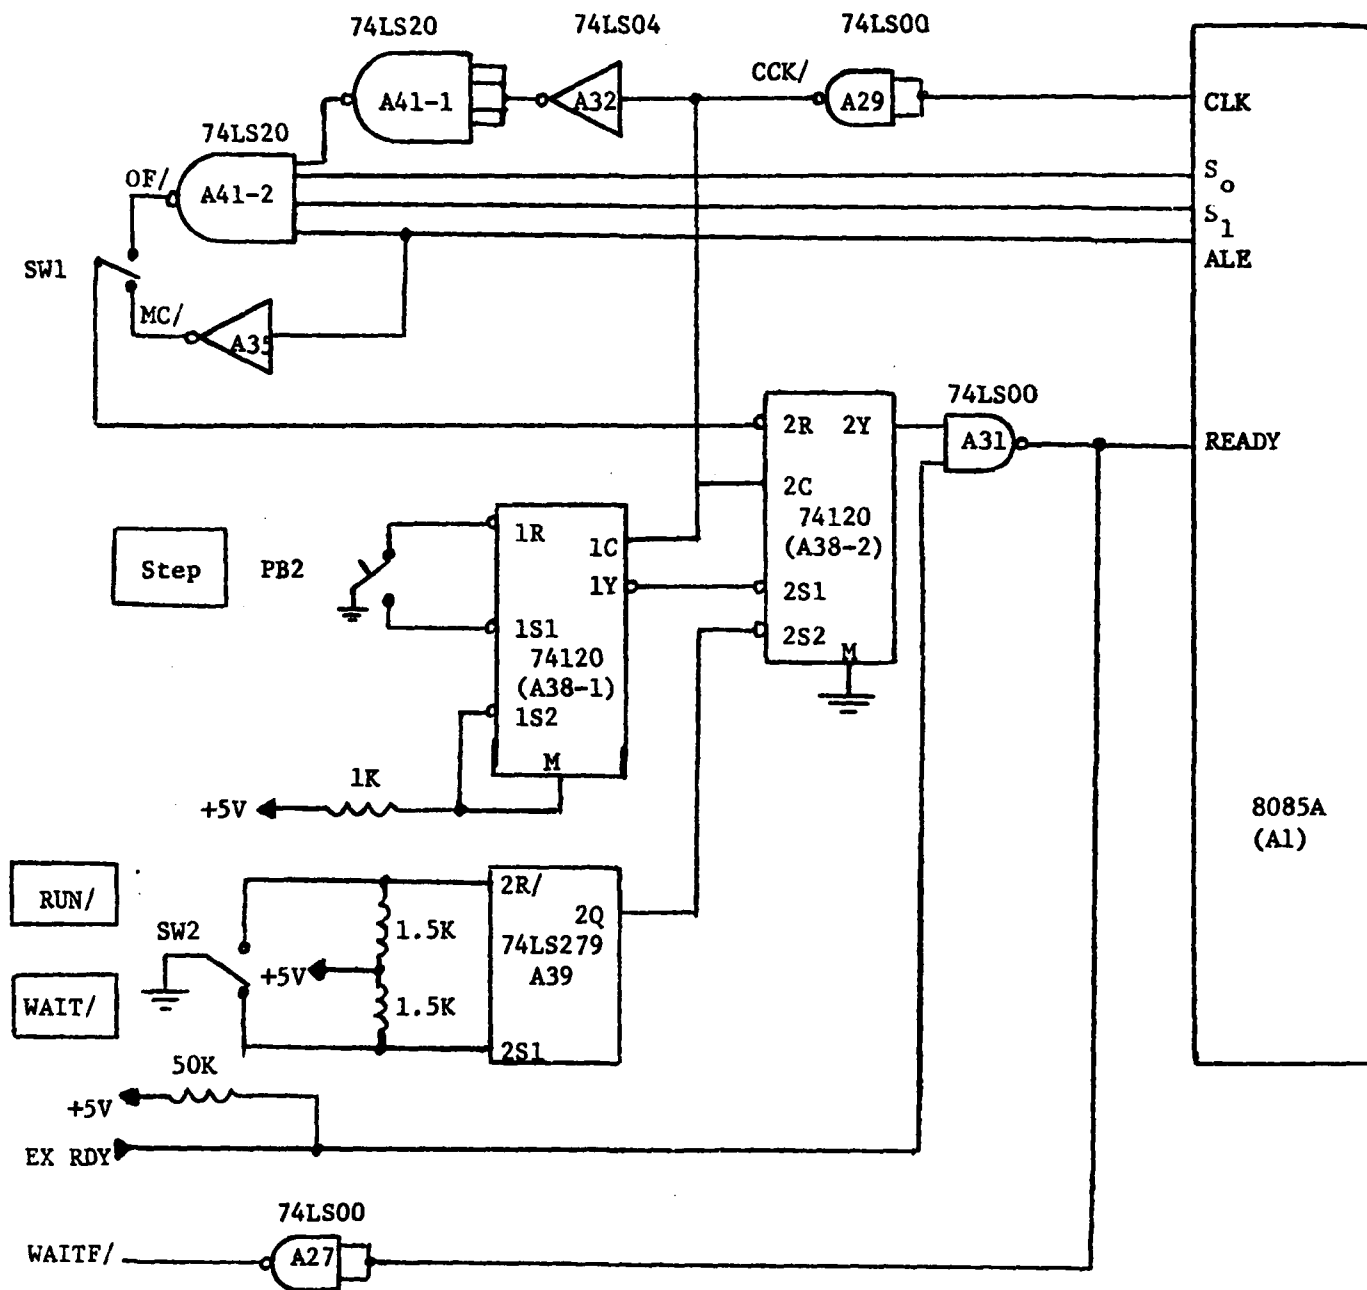 74LS20
74LS04
74LS00
CCK/
A41-1
A32
A29
CLK
74LS20
S₀
OF/
A41-2
S₁
SW1
ALE
MC/
A35
74LS00
2R
2Y
A31
READY
2C
1R
74120
(A38-2)
Step
PB2
1C
1Y
2S1
1S1
2S2
74120
(A38-1)
M
1S2
M
1K
+5V
8085A
(A1)
RUN/
2R/
2Q
SW2
1.5K
74LS279
A39
+5V
WAIT/
1.5K
2S1
50K
+5V
EX RDY
74LS00
WAITF/
A27